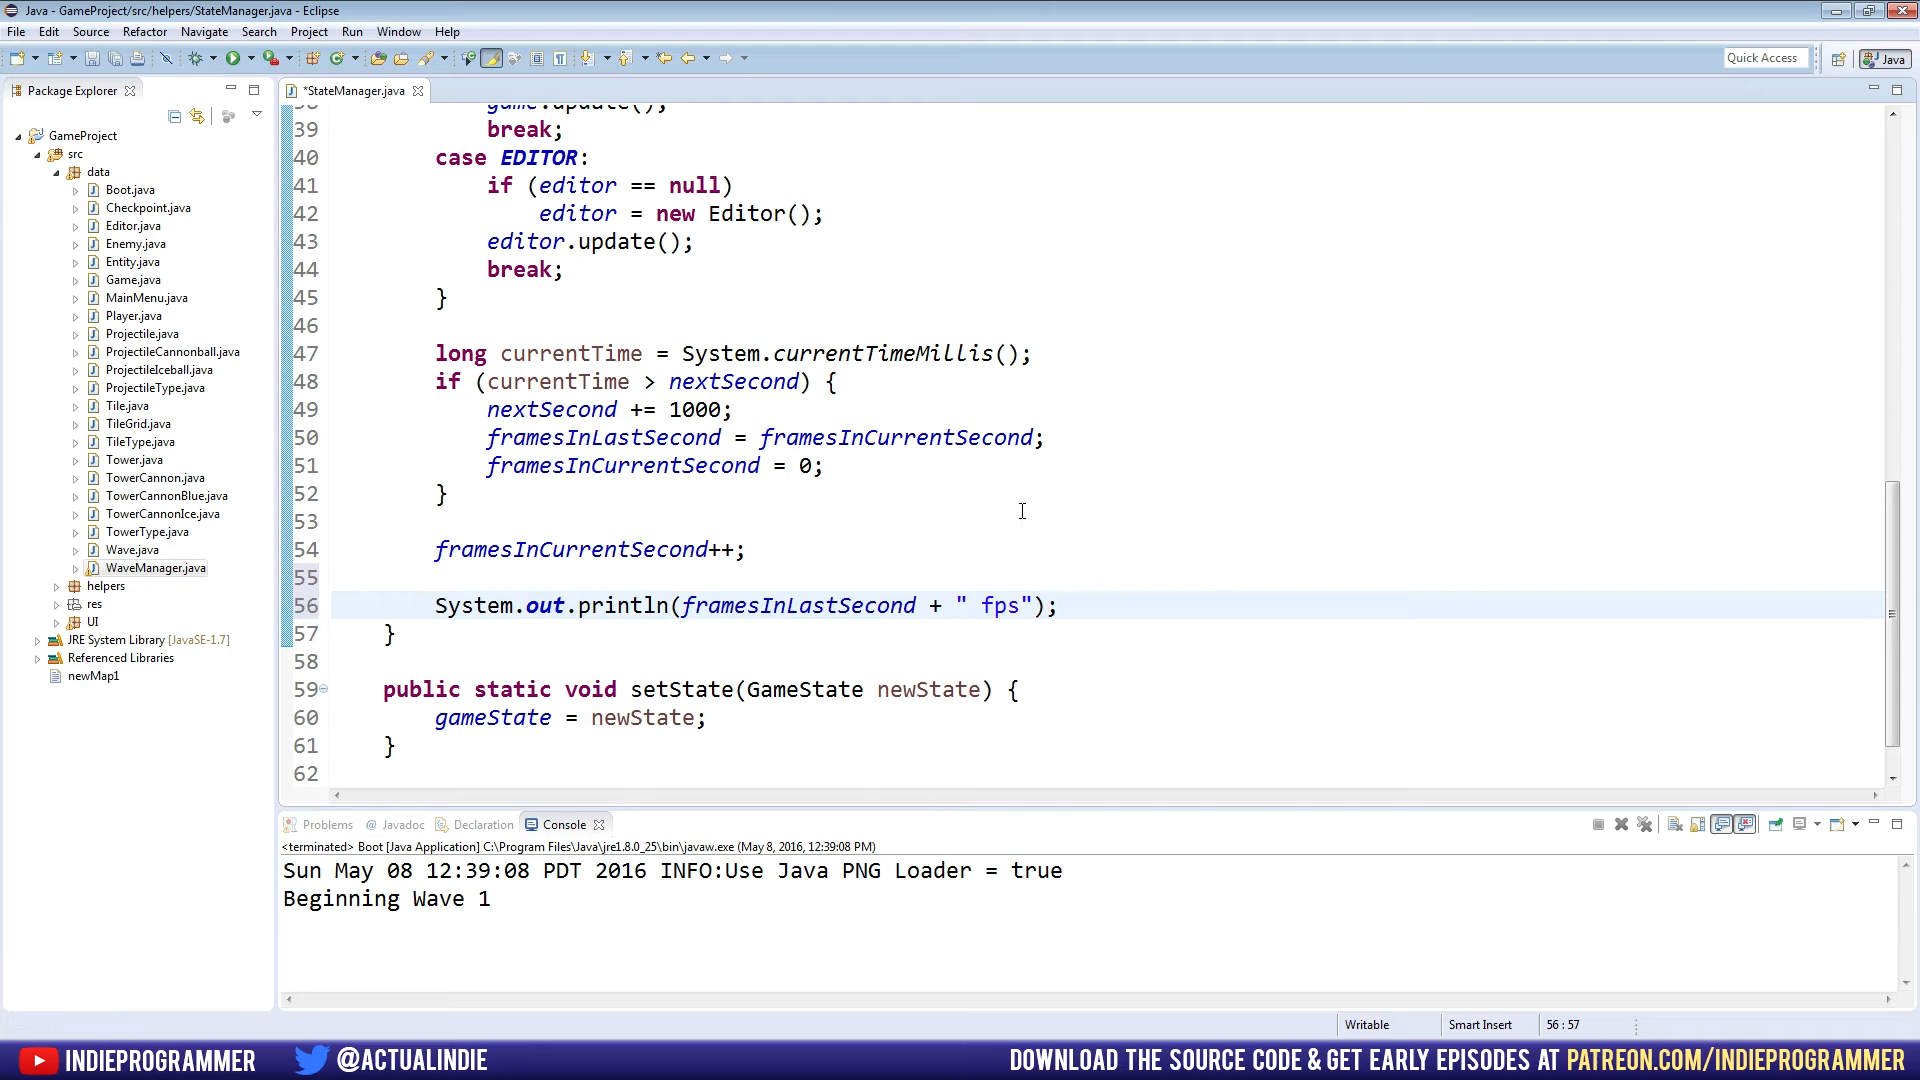 Java - GameProject/src/helpers/StateManager.java - Eclipse
File Edit Source Refactor Navigate Search Project Run Window Help
Quick Access
Java
Package Explorer
*StateManager.java
GameProject
src
data
Boot.java
Checkpoint.java
Editor.java
Enemy.java
Entity.java
Game.java
MainMenu.java
Player.java
Projectile.java
ProjectileCannonball.java
ProjectileIceball.java
ProjectileType.java
Tile.java
TileGrid.java
TileType.java
Tower.java
TowerCannon.java
TowerCannonBlue.java
TowerCannonIce.java
TowerType.java
Wave.java
WaveManager.java
helpers
res
UI
JRE System Library [JavaSE-1.7]
Referenced Libraries
newMap1
38 game.update();
39 break;
40 case EDITOR:
41 if (editor == null)
42 editor = new Editor();
43 editor.update();
44 break;
45 }
46
47 long currentTime = System.currentTimeMillis();
48 if (currentTime > nextSecond) {
49 nextSecond += 1000;
50 framesInLastSecond = framesInCurrentSecond;
51 framesInCurrentSecond = 0;
52 }
53
54 framesInCurrentSecond++;
55
56 System.out.println(framesInLastSecond + " fps");
57 }
58
59 public static void setState(GameState newState) {
60 gameState = newState;
61 }
62
Problems @ Javadoc Declaration Console
<terminated> Boot [Java Application] C:\Program Files\Java\jre1.8.0_25\bin\javaw.exe (May 8, 2016, 12:39:08 PM)
Sun May 08 12:39:08 PDT 2016 INFO:Use Java PNG Loader = true
Beginning Wave 1
Writable Smart Insert 56 : 57
INDIEPROGRAMMER @ACTUALINDIE DOWNLOAD THE SOURCE CODE & GET EARLY EPISODES AT PATREON.COM/INDIEPROGRAMMER